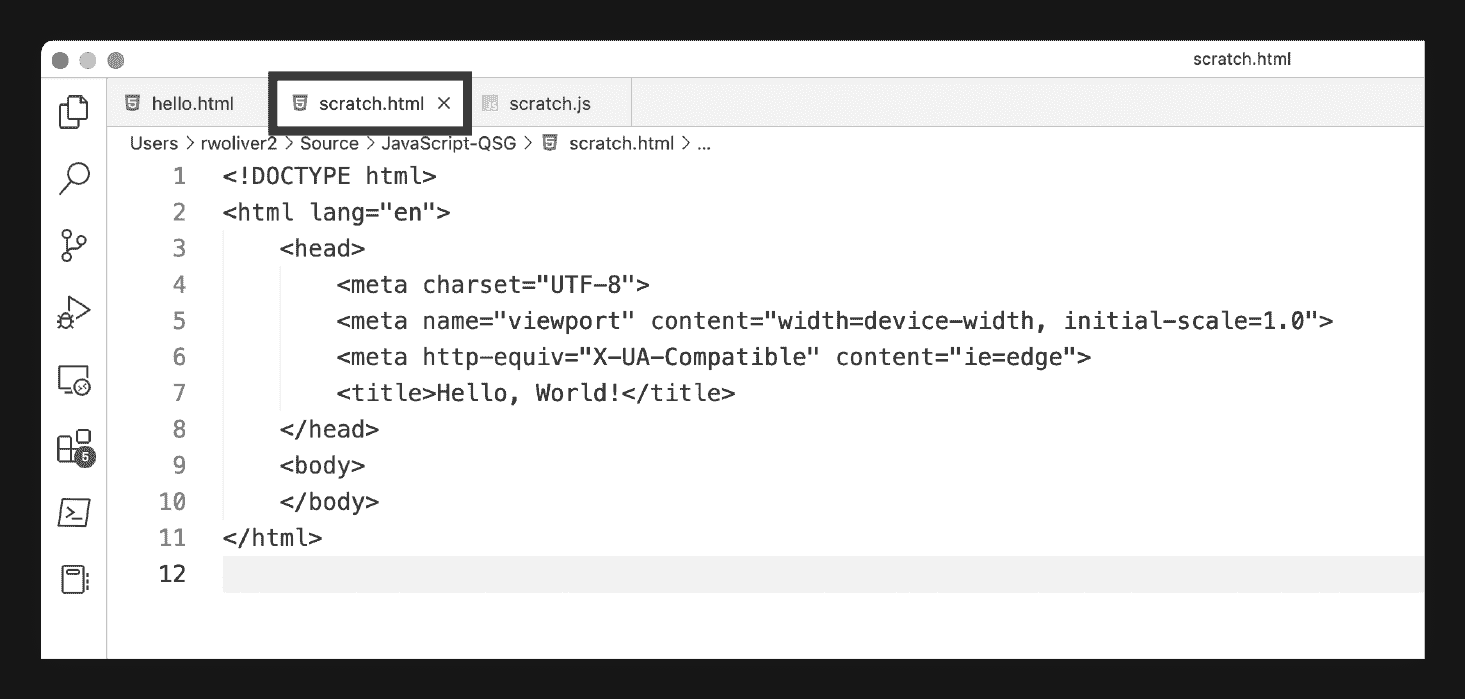 scratch.html
hello.html scratch.html scratch.js
Users > rwoliver2 > Source > JavaScript-QSG > scratch.html > ...
1 <!DOCTYPE html>
2 <html lang="en">
3 <head>
4 <meta charset="UTF-8">
5 <meta name="viewport" content="width=device-width, initial-scale=1.0">
6 <meta http-equiv="X-UA-Compatible" content="ie=edge">
7 <title>Hello, World!</title>
8 </head>
9 <body>
10 </body>
11 </html>
12
5